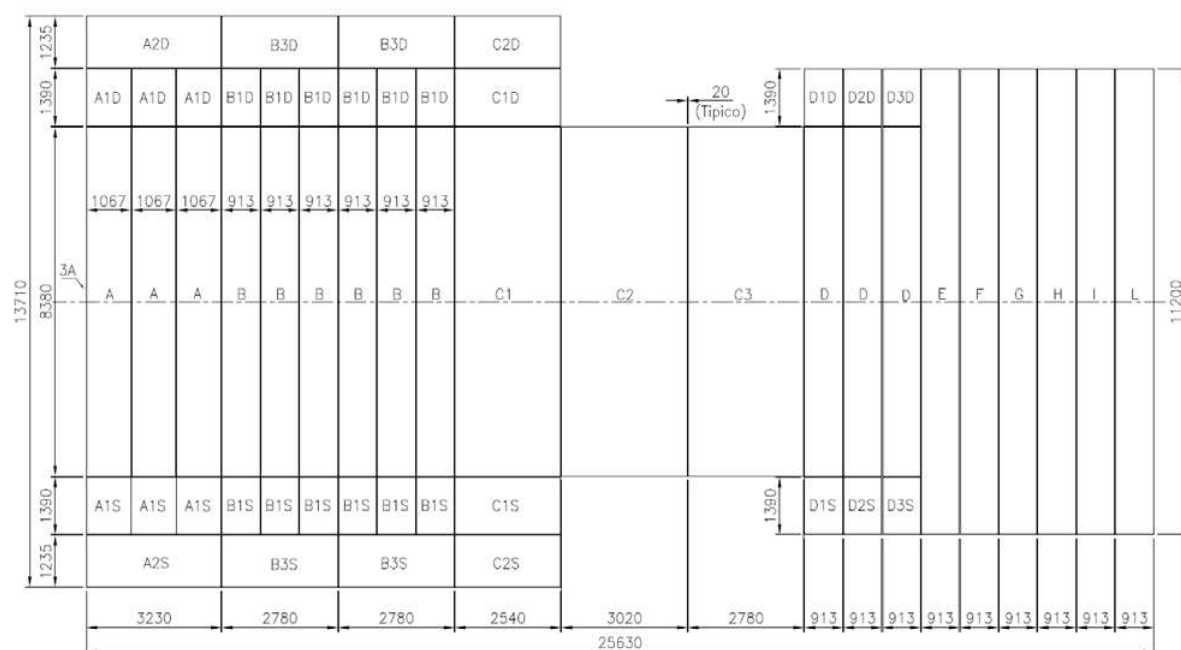 1235
A2D
B3D
B3D
C2D
1390
A1D A1D A1D B1D B1D B1D B1D B1D B1D C1D
20
(Tipico)
1390
D1D D2D D3D
1067 1067 1067 913 913 913 913 913 913
3A
13710
8380
A A A B B B B B B C1 C2 C3 D D D E F G H I L
11200
1390
A1S A1S A1S B1S B1S B1S B1S B1S B1S C1S
1390
D1S D2S D3S
1235
A2S
B3S
B3S
C2S
3230 2780 2780 2540 3020 2780 913 913 913 913 913 913 913 913 913
25630